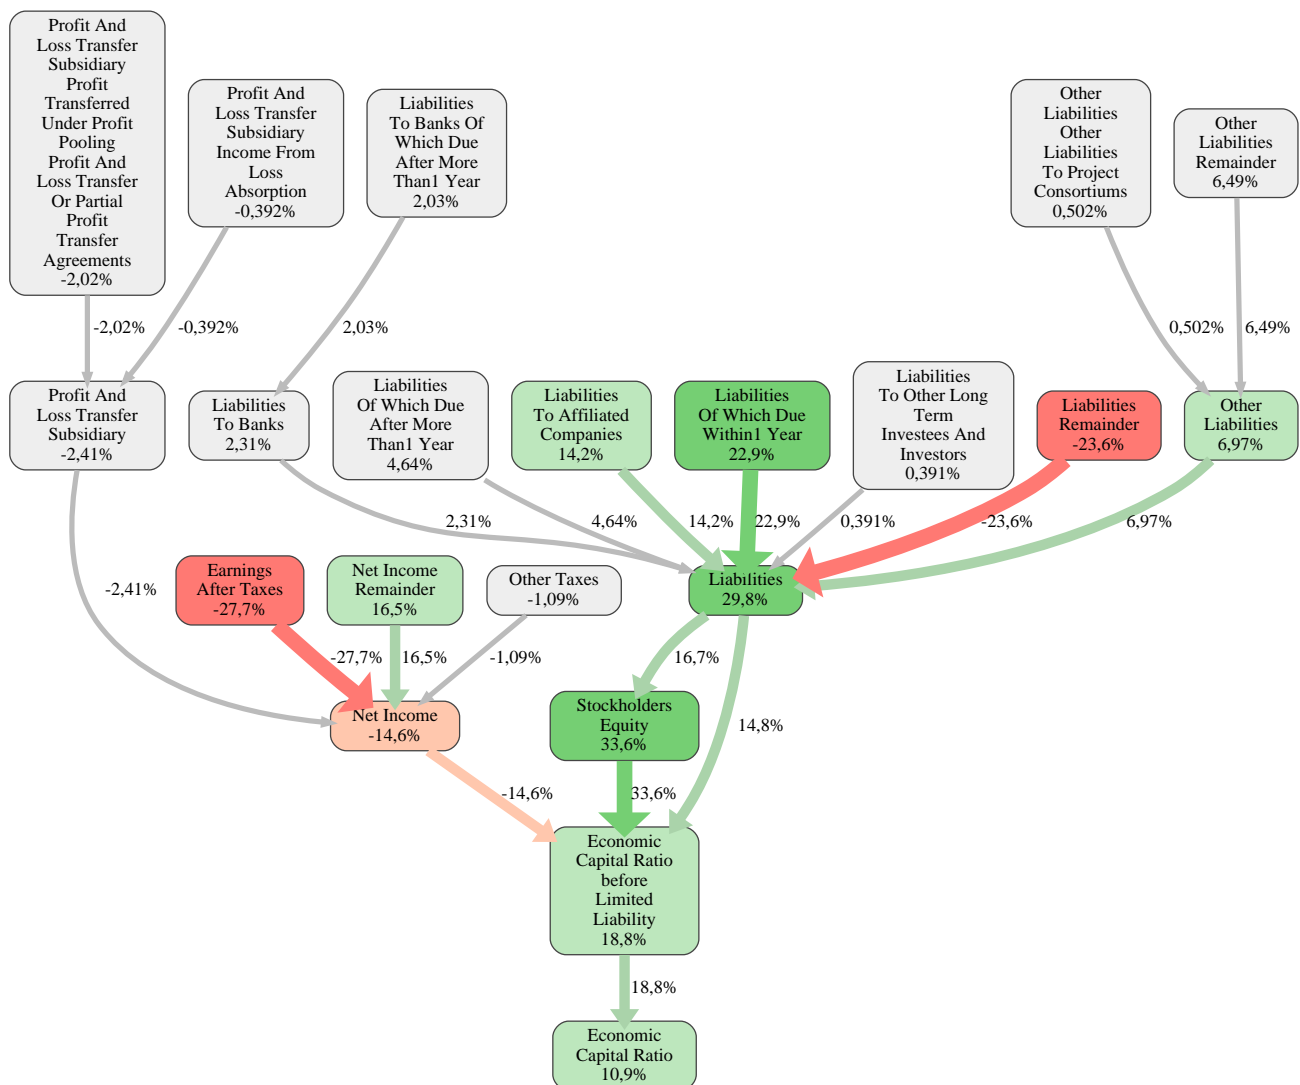 Profit And
Loss Transfer
Subsidiary
Profit
Transferred
Under Profit
Pooling
Profit And
Loss Transfer
Or Partial
Profit
Transfer
Agreements
-2,02%
Profit And
Loss Transfer
Subsidiary
Income From
Loss
Absorption
-0,392%
Liabilities
To Banks Of
Which Due
After More
Than1 Year
2,03%
Other
Liabilities
Other
Liabilities
To Project
Consortiums
0,502%
Other
Liabilities
Remainder
6,49%
-2,02%
-0,392%
2,03%
0,502%
6,49%
Profit And
Loss Transfer
Subsidiary
-2,41%
Liabilities
To Banks
2,31%
Liabilities
Of Which Due
After More
Than1 Year
4,64%
Liabilities
To Affiliated
Companies
14,2%
Liabilities
Of Which Due
Within1 Year
22,9%
Liabilities
To Other Long
Term
Investees And
Investors
0,391%
Liabilities
Remainder
-23,6%
Other
Liabilities
6,97%
2,31%
4,64%
14,2%
22,9%
0,391%
-23,6%
6,97%
-2,41%
Earnings
After Taxes
-27,7%
Net Income
Remainder
16,5%
Other Taxes
-1,09%
Liabilities
29,8%
-27,7%
16,5%
-1,09%
16,7%
14,8%
Net Income
-14,6%
Stockholders
Equity
33,6%
-14,6%
33,6%
Economic
Capital Ratio
before
Limited
Liability
18,8%
18,8%
Economic
Capital Ratio
10,9%